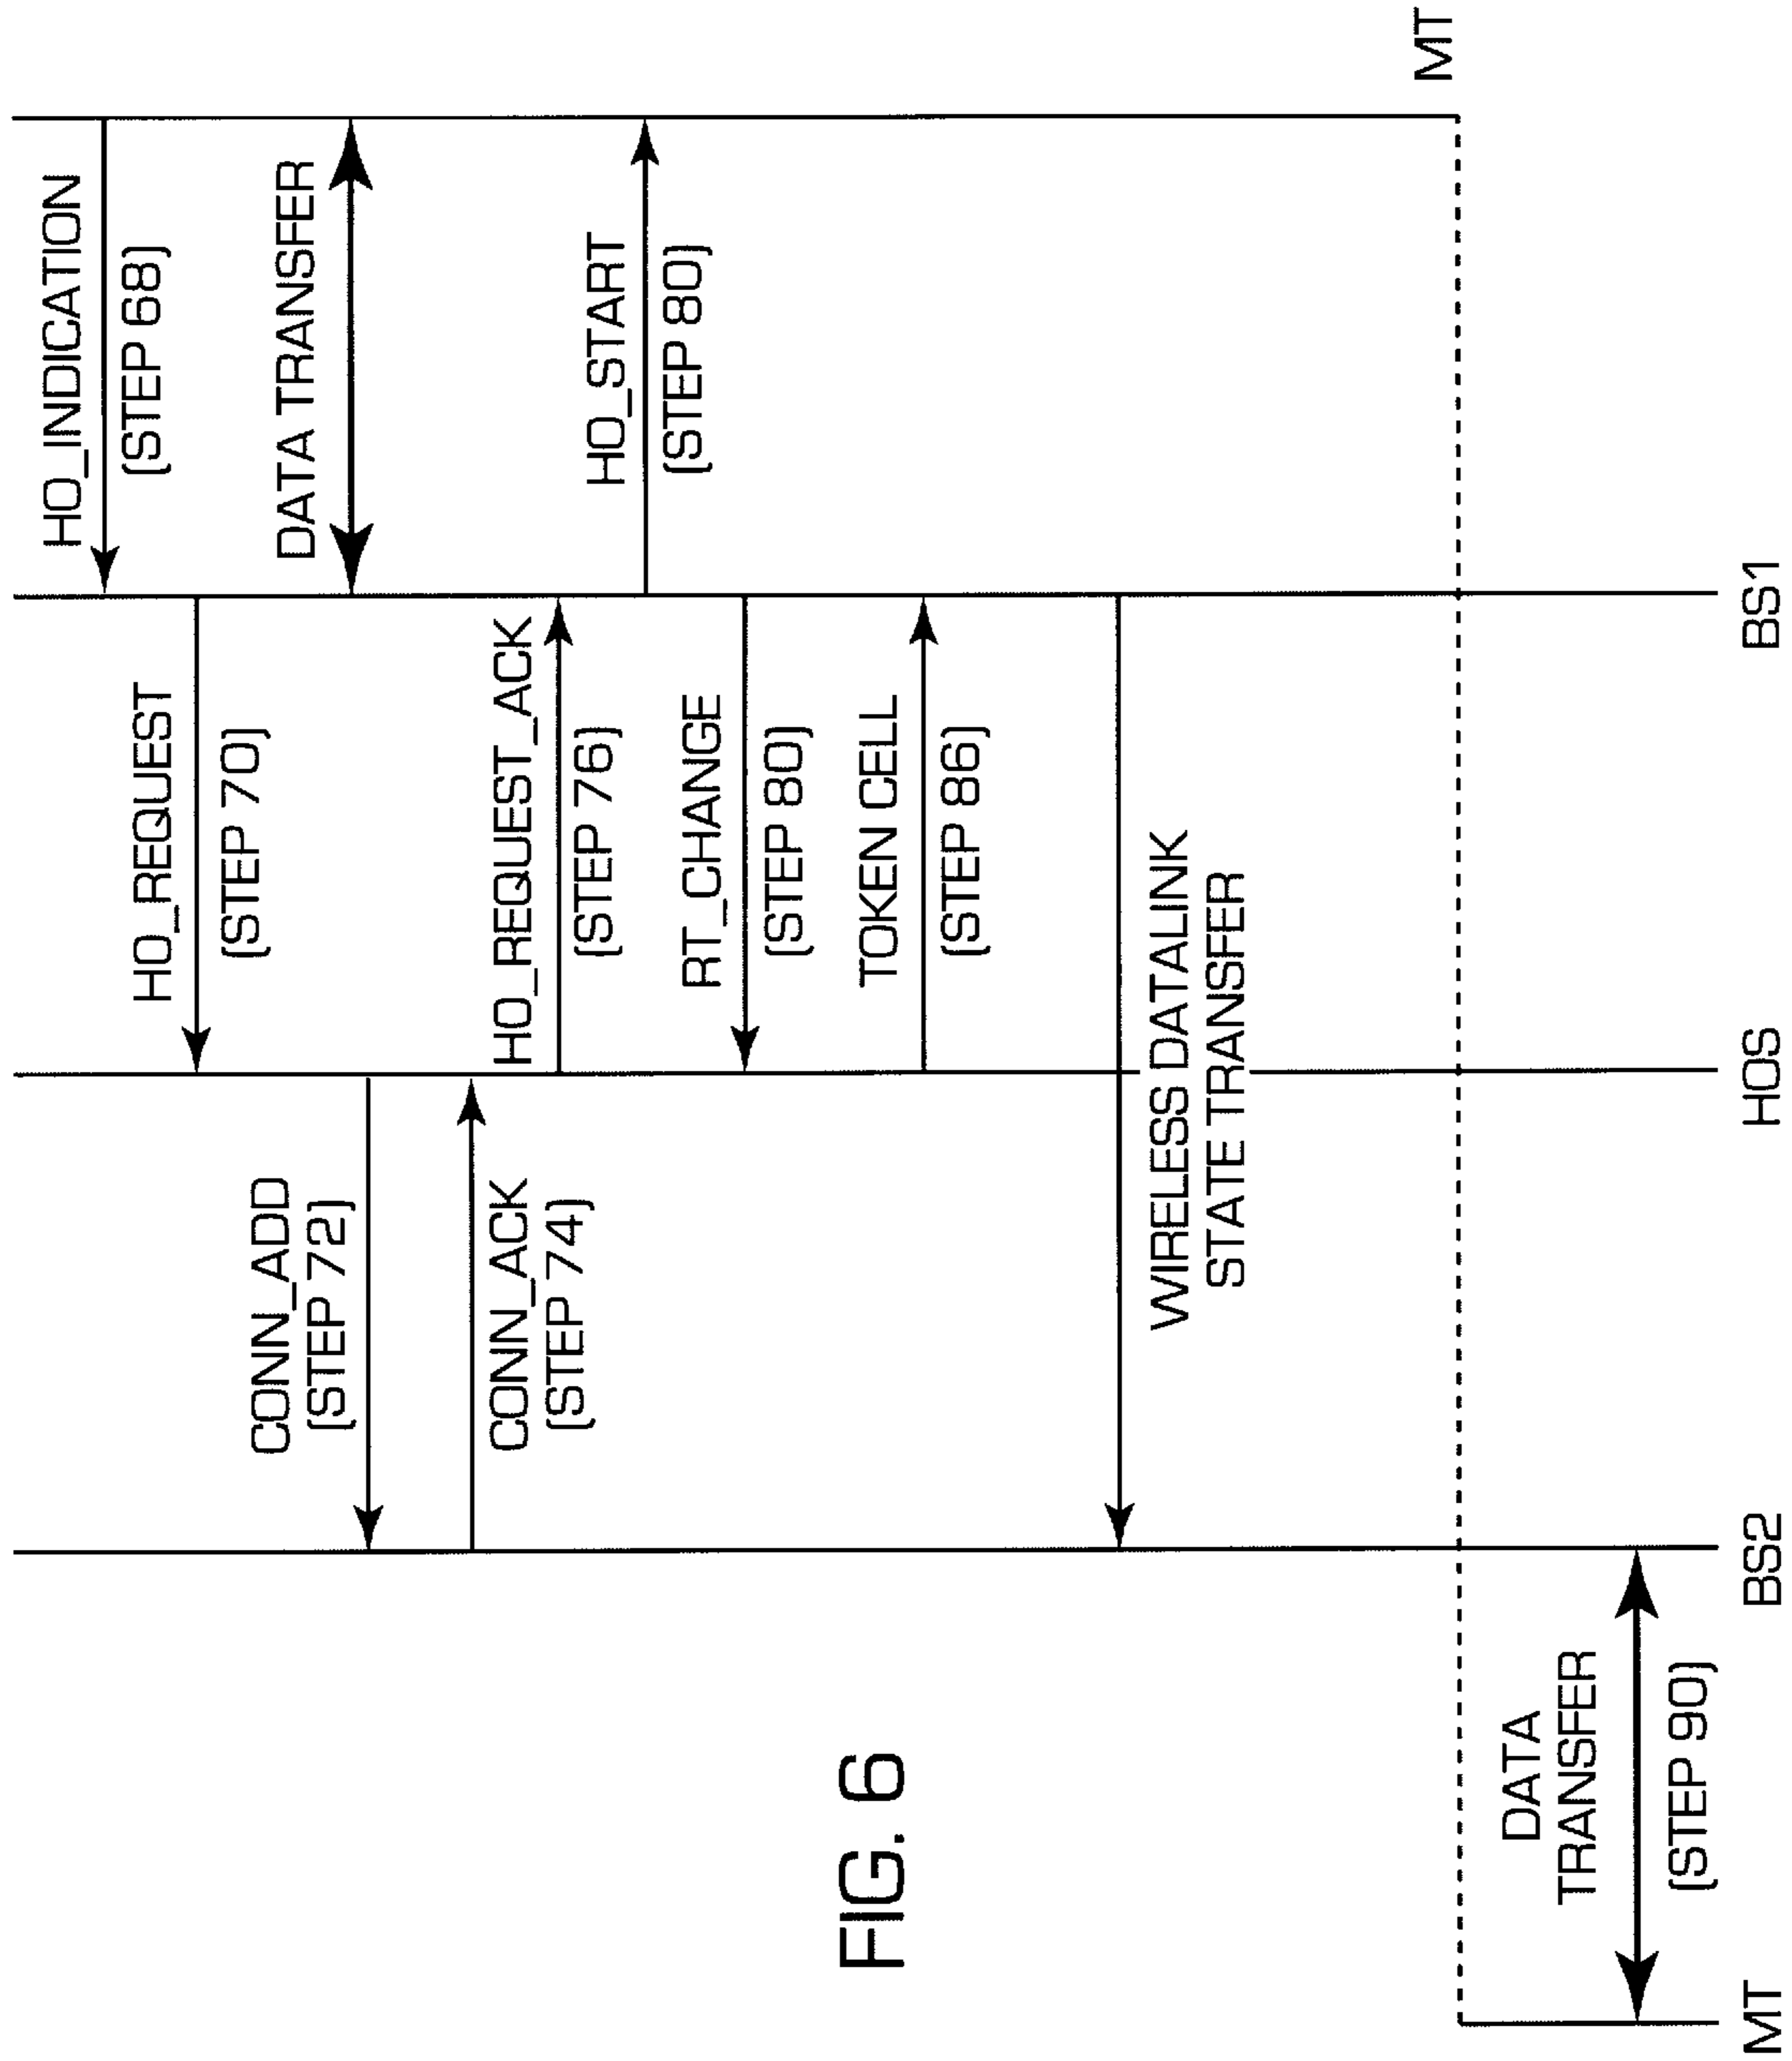 HO_INDICATION
(STEP 68)
HO_REQUEST
(STEP 70)
DATA TRANSFER
CONN_ADD
(STEP 72)
CONN_ACK
(STEP 74)
HO_REQUEST_ACK
(STEP 76)
HO_START
(STEP 80)
RT_CHANGE
(STEP 80)
TOKEN CELL
(STEP 86)
WIRELESS DATALINK
STATE TRANSFER
MT
DATA
TRANSFER
(STEP 90)
MT
BS2
HOS
BS1
FIG. 6